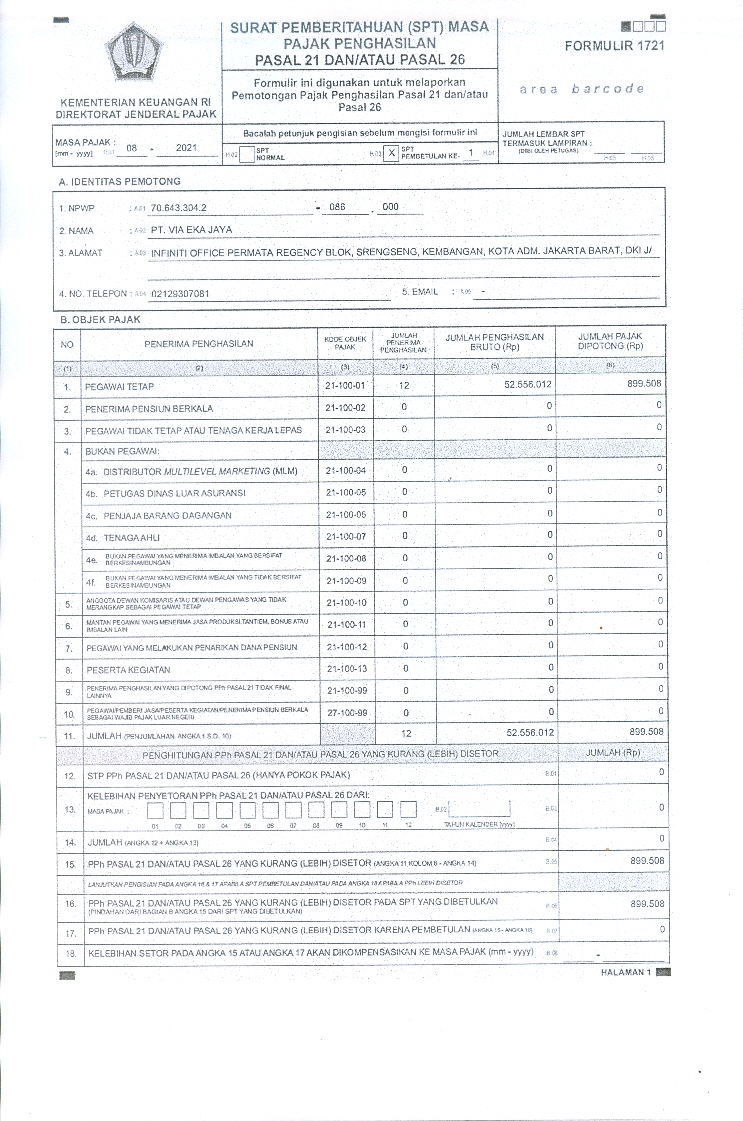 SURAT PEMBERITAHUAN (SPT) MASA
PAJAK PENGHASILAN
PASAL 21 DAN/ATAU PASAL 26
Formulir ini digunakan untuk melaporkan
Pemotongan Pajak Penghasilan Pasal 21 dan/atau
Pasal 26
FORMULIR 1721
area barcode
KEMENTERIAN KEUANGAN RI
DIREKTORAT JENDERAL PAJAK
Bacalah petunjuk pengisian sebelum mengisi formulir ini
MASA PAJAK :
[mm - yyyy] H.01 08 - 2021
H.02 SPT NORMAL
H.03 X SPT PEMBETULAN KE- 1 H.04
JUMLAH LEMBAR SPT
TERMASUK LAMPIRAN :
(DIISI OLEH PETUGAS)
H.05 H.06
A. IDENTITAS PEMOTONG
1. NPWP : A.01 70.643.304.2 - 086 . 000
2. NAMA : A.02 PT. VIA EKA JAYA
3. ALAMAT : A.03 INFINITI OFFICE PERMATA REGENCY BLOK, SRENGSENG, KEMBANGAN, KOTA ADM. JAKARTA BARAT, DKI J/
4. NO. TELEPON : A.04 02129307081 5. EMAIL : A.05 -
B. OBJEK PAJAK
NO PENERIMA PENGHASILAN KODE OBJEK PAJAK JUMLAH PENERIMA PENGHASILAN JUMLAH PENGHASILAN BRUTO (Rp) JUMLAH PAJAK DIPOTONG (Rp)
(1) (2) (3) (4) (5) (6)
1. PEGAWAI TETAP 21-100-01 12 52.556.012 899.508
2. PENERIMA PENSIUN BERKALA 21-100-02 0 0 0
3. PEGAWAI TIDAK TETAP ATAU TENAGA KERJA LEPAS 21-100-03 0 0 0
4. BUKAN PEGAWAI:
4a. DISTRIBUTOR MULTILEVEL MARKETING (MLM) 21-100-04 0 0 0
4b. PETUGAS DINAS LUAR ASURANSI 21-100-05 0 0 0
4c. PENJAJA BARANG DAGANGAN 21-100-06 0 0 0
4d. TENAGA AHLI 21-100-07 0 0 0
4e. BUKAN PEGAWAI YANG MENERIMA IMBALAN YANG BERSIFAT BERKESINAMBUNGAN 21-100-08 0 0 0
4f. BUKAN PEGAWAI YANG MENERIMA IMBALAN YANG TIDAK BERSIFAT BERKESINAMBUNGAN 21-100-09 0 0 0
5. ANGGOTA DEWAN KOMISARIS ATAU DEWAN PENGAWAS YANG TIDAK MERANGKAP SEBAGAI PEGAWAI TETAP 21-100-10 0 0 0
6. MANTAN PEGAWAI YANG MENERIMA JASA PRODUKSI, TANTIEM, BONUS ATAU IMBALAN LAIN 21-100-11 0 0 0
7. PEGAWAI YANG MELAKUKAN PENARIKAN DANA PENSIUN 21-100-12 0 0 0
8. PESERTA KEGIATAN 21-100-13 0 0 0
9. PENERIMA PENGHASILAN YANG DIPOTONG PPh PASAL 21 TIDAK FINAL LAINNYA 21-100-99 0 0 0
10. PEGAWAI/PEMBERI JASA/PESERTA KEGIATAN/PENERIMA PENSIUN BERKALA SEBAGAI WAJIB PAJAK LUAR NEGERI 27-100-99 0 0 0
11. JUMLAH (PENJUMLAHAN ANGKA 1 S.D. 10) 12 52.556.012 899.508
PENGHITUNGAN PPh PASAL 21 DAN/ATAU PASAL 26 YANG KURANG (LEBIH) DISETOR JUMLAH (Rp)
12. STP PPh PASAL 21 DAN/ATAU PASAL 26 (HANYA POKOK PAJAK) B.01 0
13. KELEBIHAN PENYETORAN PPh PASAL 21 DAN/ATAU PASAL 26 DARI:
MASA PAJAK : B.02 B.03 0
01 02 03 04 05 06 07 08 09 10 11 12 TAHUN KALENDER (yyyy)
14. JUMLAH (ANGKA 12 + ANGKA 13) B.04 0
15. PPh PASAL 21 DAN/ATAU PASAL 26 YANG KURANG (LEBIH) DISETOR (ANGKA 11 KOLOM 6 - ANGKA 14) B.05 899.508
LANJUTKAN PENGISIAN PADA ANGKA 16 & 17 APABILA SPT PEMBETULAN DAN/ATAU PADA ANGKA 18 APABILA PPh LEBIH DISETOR
16. PPh PASAL 21 DAN/ATAU PASAL 26 YANG KURANG (LEBIH) DISETOR PADA SPT YANG DIBETULKAN B.06 899.508
(PINDAHAN DARI BAGIAN B ANGKA 15 DARI SPT YANG DIBETULKAN)
17. PPh PASAL 21 DAN/ATAU PASAL 26 YANG KURANG (LEBIH) DISETOR KARENA PEMBETULAN (ANGKA 15 - ANGKA 16) B.07 0
18. KELEBIHAN SETOR PADA ANGKA 15 ATAU ANGKA 17 AKAN DIKOMPENSASIKAN KE MASA PAJAK (mm - yyyy) B.08 -
HALAMAN 1